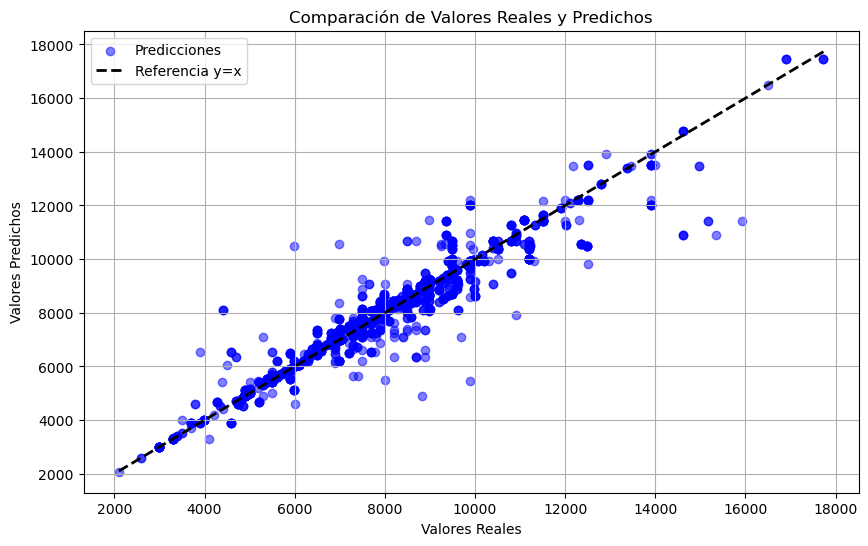 Comparación de Valores Reales y Predichos
Predicciones
Referencia y=x
Valores Predichos
18000
16000
14000
12000
10000
8000
6000
4000
2000
2000 4000 6000 8000 10000 12000 14000 16000 18000
Valores Reales